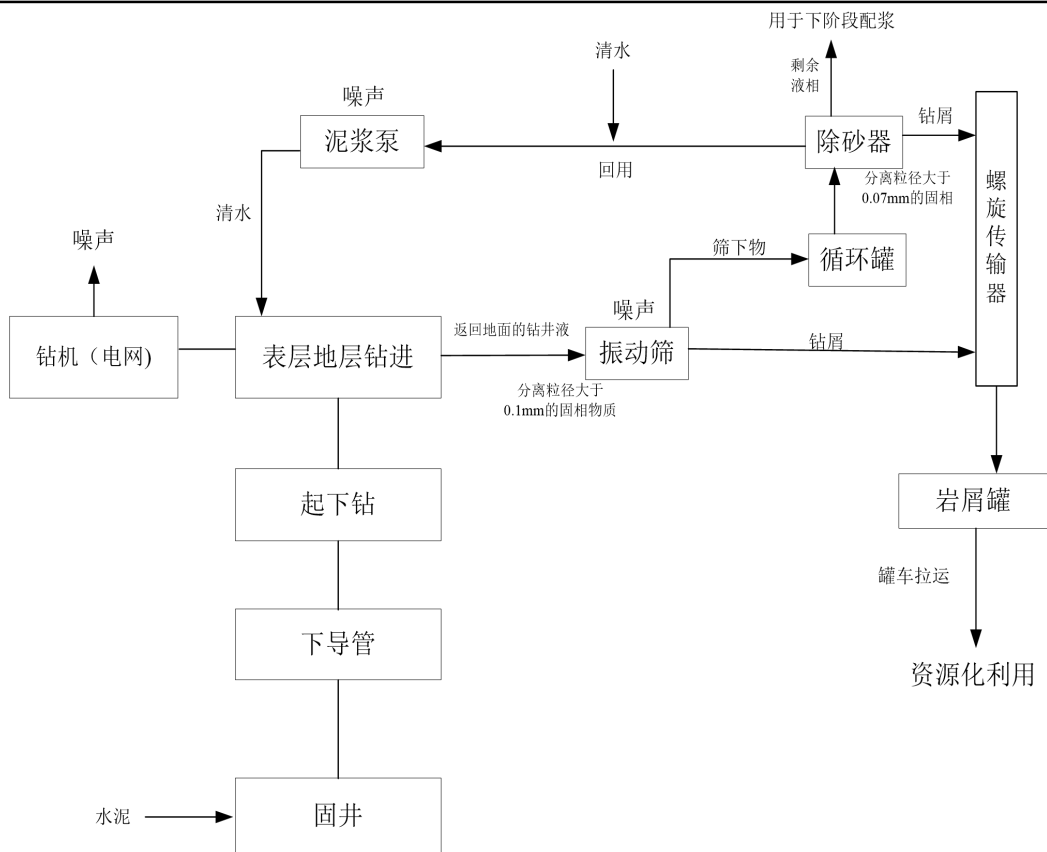 用于下阶段配浆
清水
剩余
液相
噪声
钻屑
泥浆泵
除砂器
回用
分离粒径大于
0.07mm的固相
螺旋传输器
清水
噪声
筛下物
循环罐
噪声
钻机（电网)
表层地层钻进
返回地面的钻井液
振动筛
钻屑
分离粒径大于
0.1mm的固相物质
起下钻
岩屑罐
罐车拉运
下导管
资源化利用
水泥
固井